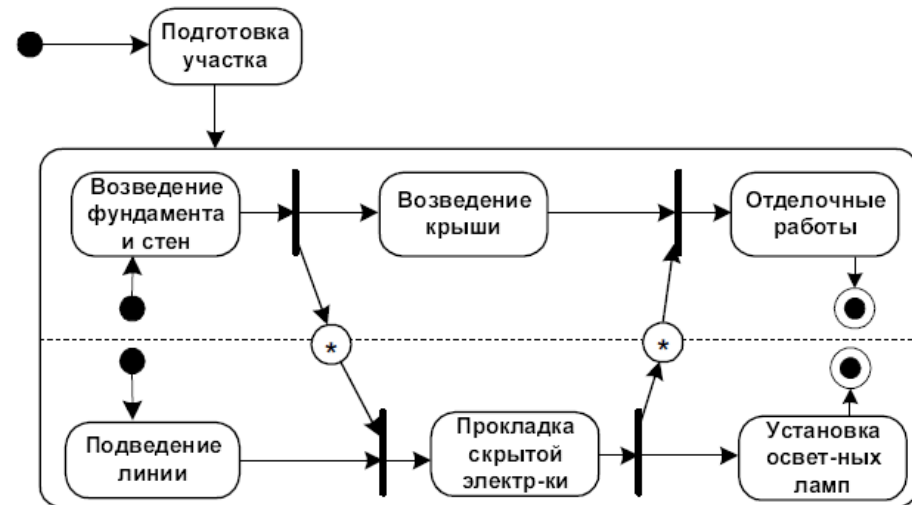 Подготовка
участка
Возведение
фундамента
и стен
Возведение
крыши
Отделочные
работы
*
*
Подведение
линии
Прокладка
скрытой
электр-ки
Установка
освет-ных
ламп